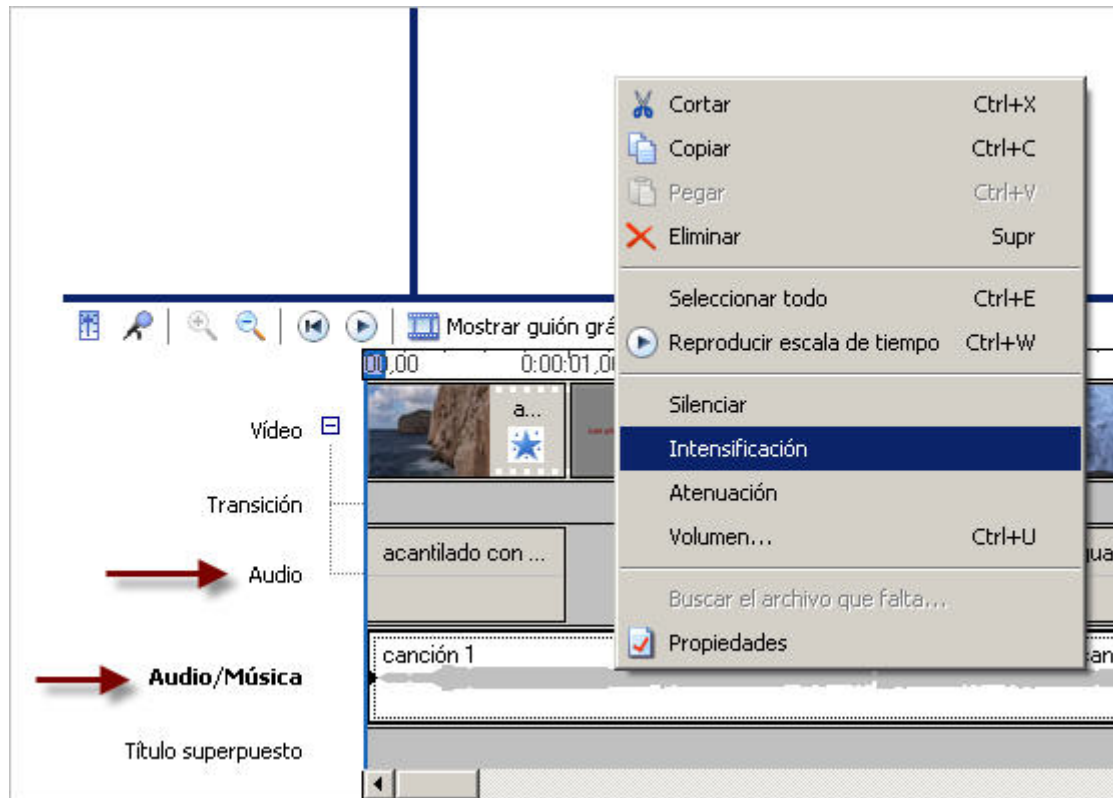 Cortar Ctrl+X
Copiar Ctrl+C
Pegar Ctrl+V
Eliminar Supr
Seleccionar todo Ctrl+E
Reproducir escala de tiempo Ctrl+W
Silenciar
Intensificación
Atenuación
Volumen... Ctrl+U
Buscar el archivo que falta...
Propiedades
Mostrar guión grá
00,00 0:00:01,00
Vídeo
a...
Transición
Audio
acantilado con ...
Audio/Música
canción 1
Título superpuesto